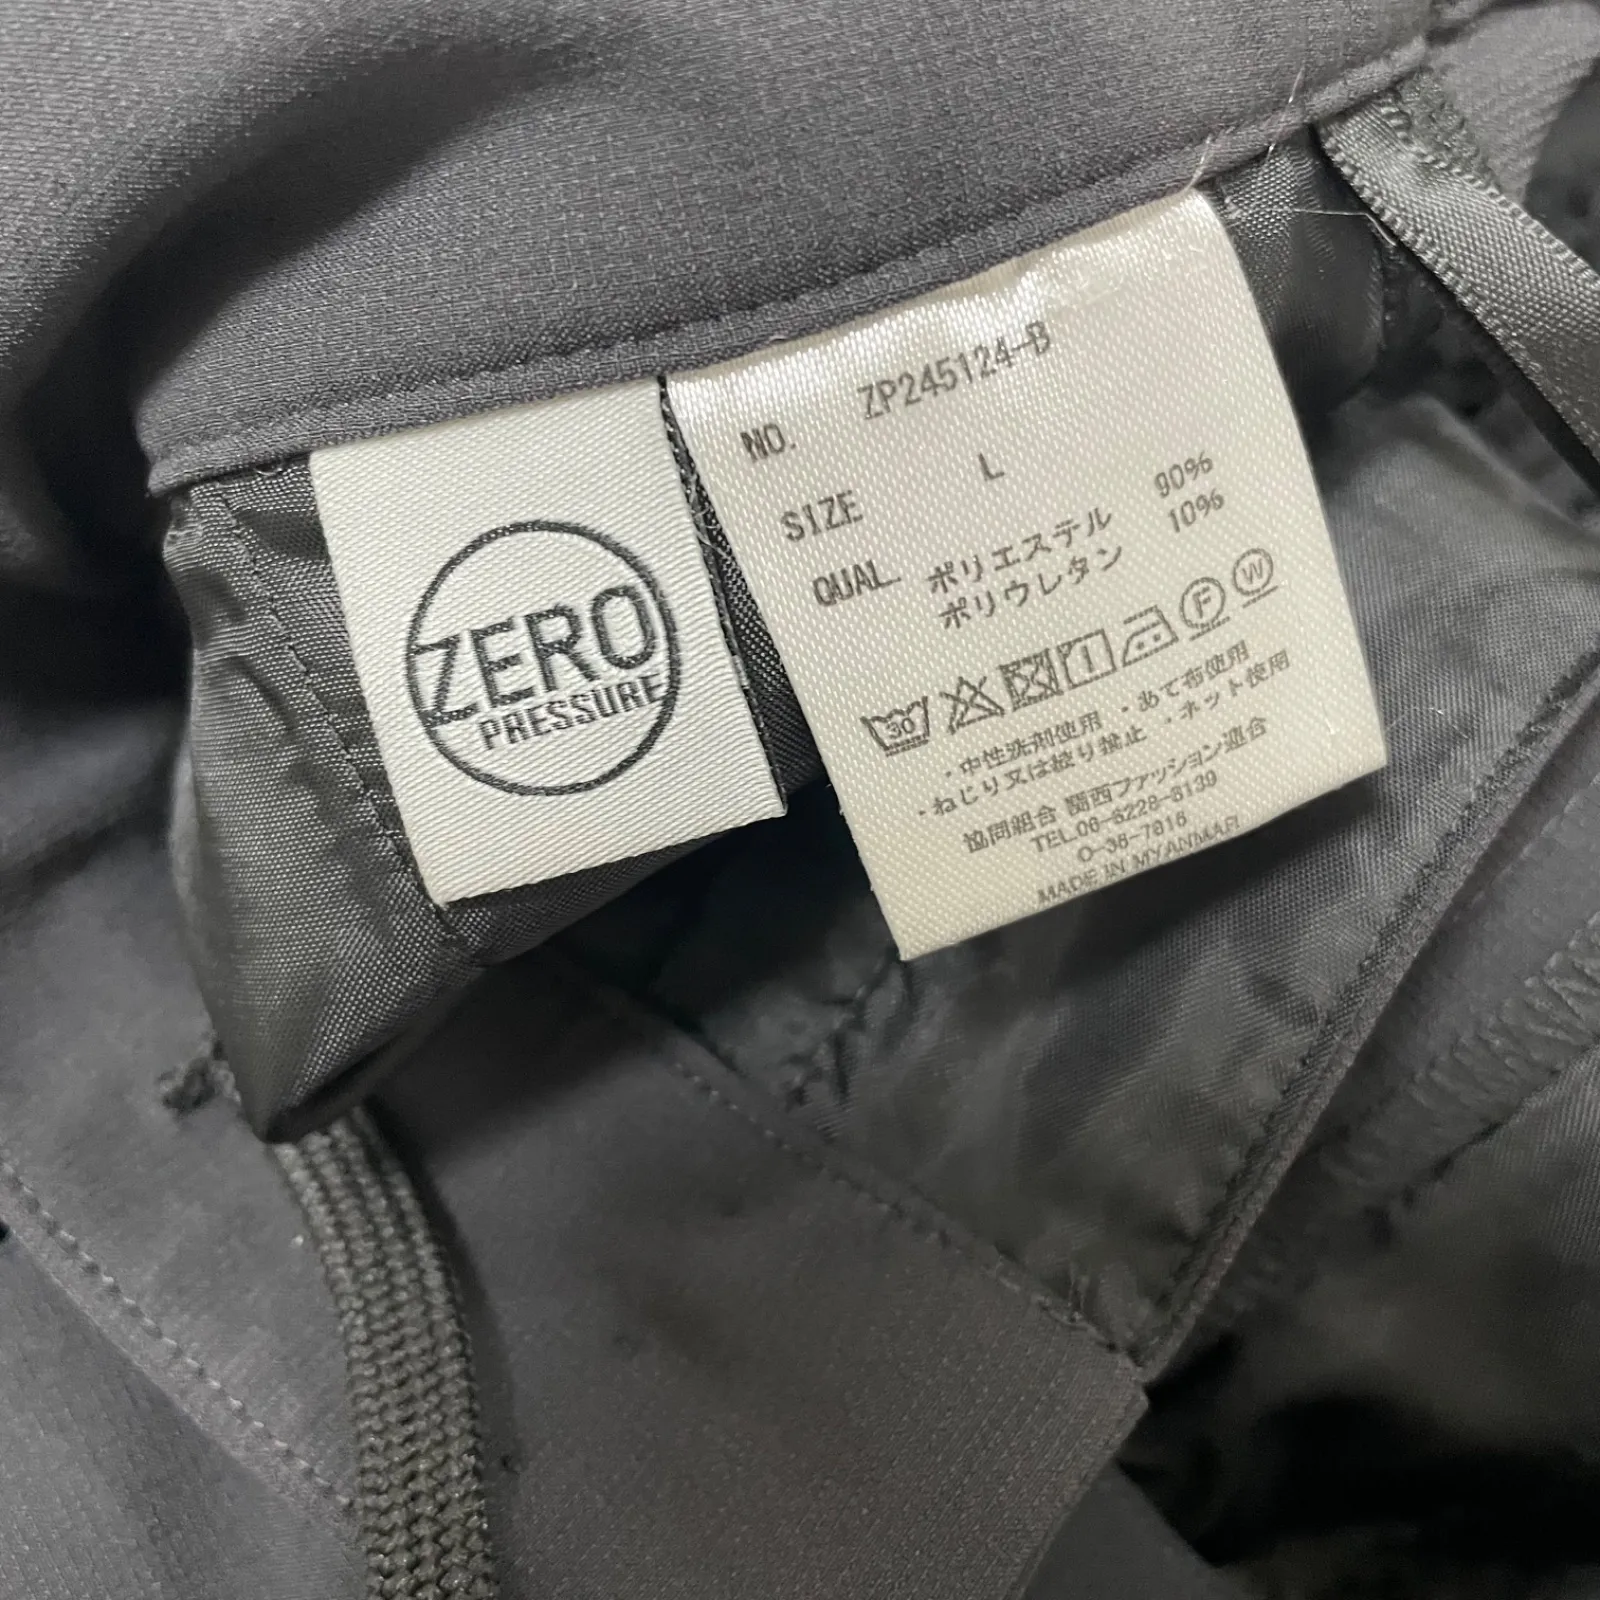 ZERO
PRESSURE
NO. ZP245124-B
SIZE L
QUAL ポリエステル 90%
ポリウレタン 10%
30 F W
・中性洗剤使用 ・あて布使用
・ねじり又は絞り禁止 ・ネット使用
協同組合 関西ファッション連合
TEL.06-6228-6139
O-36-7816
MADE IN MYANMAR